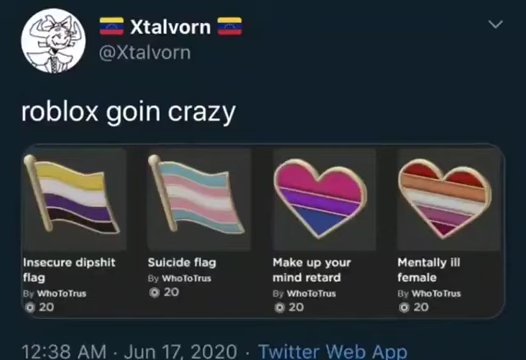 Xtalvorn
@Xtalvorn
roblox goin crazy
Insecure dipshit
flag
By WhoToTrus
20
Suicide flag
By WhoToTrus
20
Make up your
mind retard
By WhoToTrus
20
Mentally ill
female
By WhoToTrus
20
12:38 AM · Jun 17, 2020 · Twitter Web App